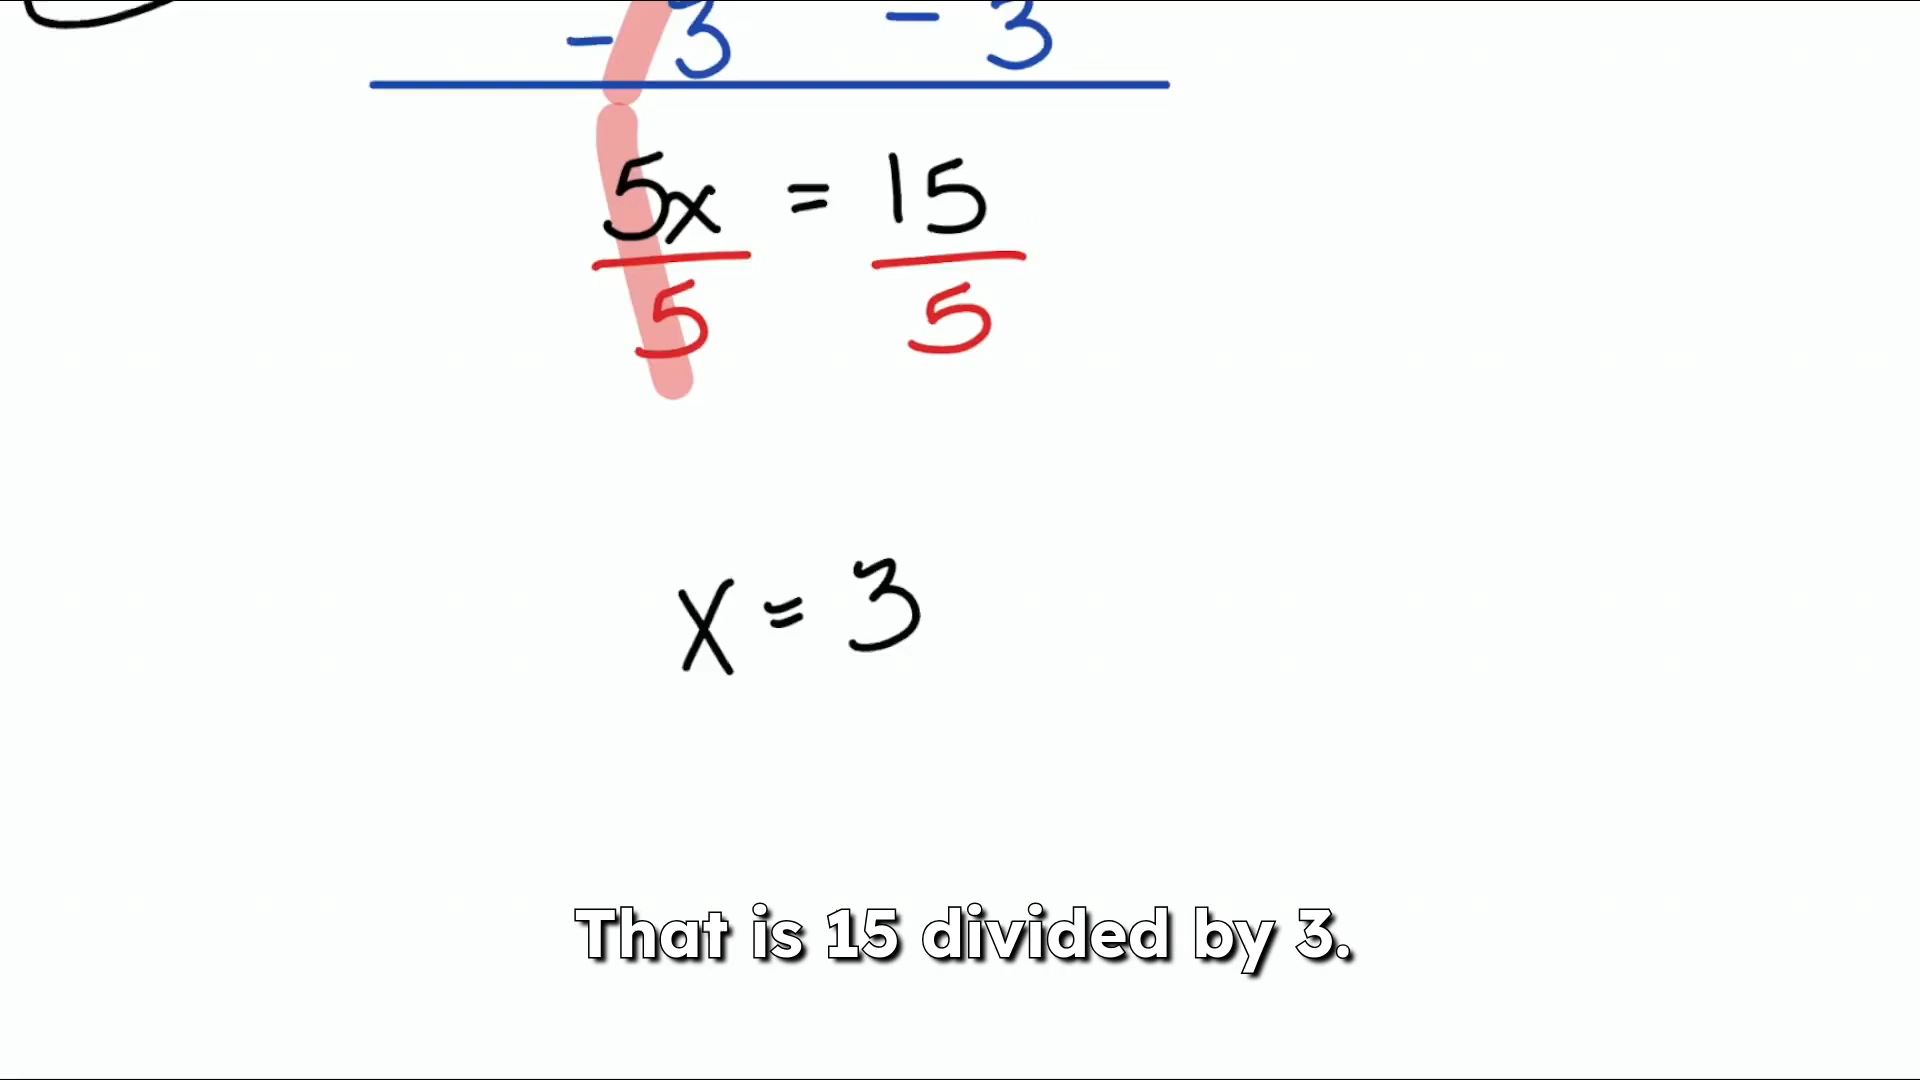 - 3 - 3
5x = 15
5 5
x = 3
That is 15 divided by 3.